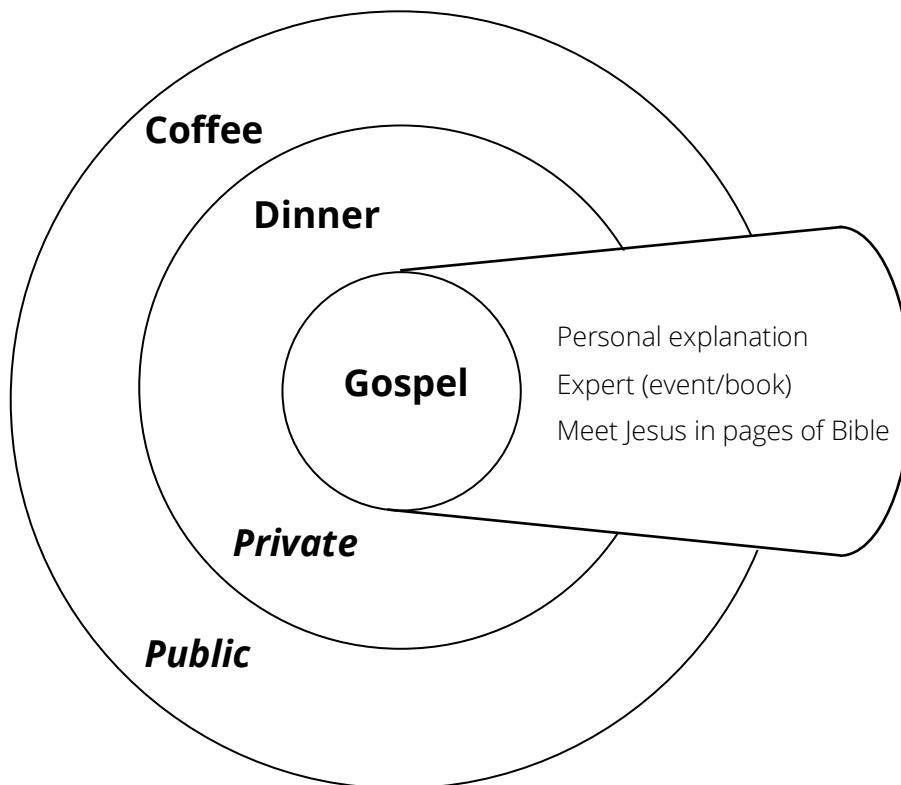 Coffee
Dinner
Gospel
Personal explanation
Expert (event/book)
Meet Jesus in pages of Bible
Private
Public